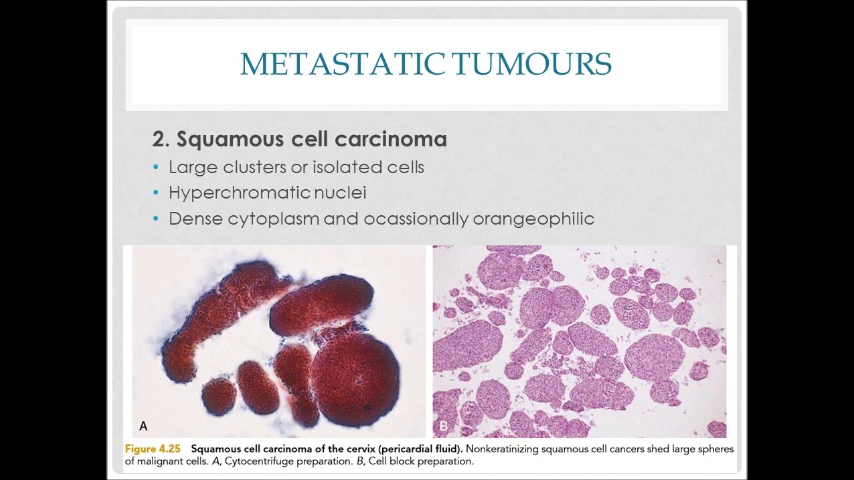 METASTATIC TUMOURS
2. Squamous cell carcinoma
• Large clusters or isolated cells
• Hyperchromatic nuclei
• Dense cytoplasm and ocassionally orangeophilic
A
B
Figure 4.25 Squamous cell carcinoma of the cervix (pericardial fluid). Nonkeratinizing squamous cell cancers shed large spheres
of malignant cells. A, Cytocentrifuge preparation. B, Cell block preparation.